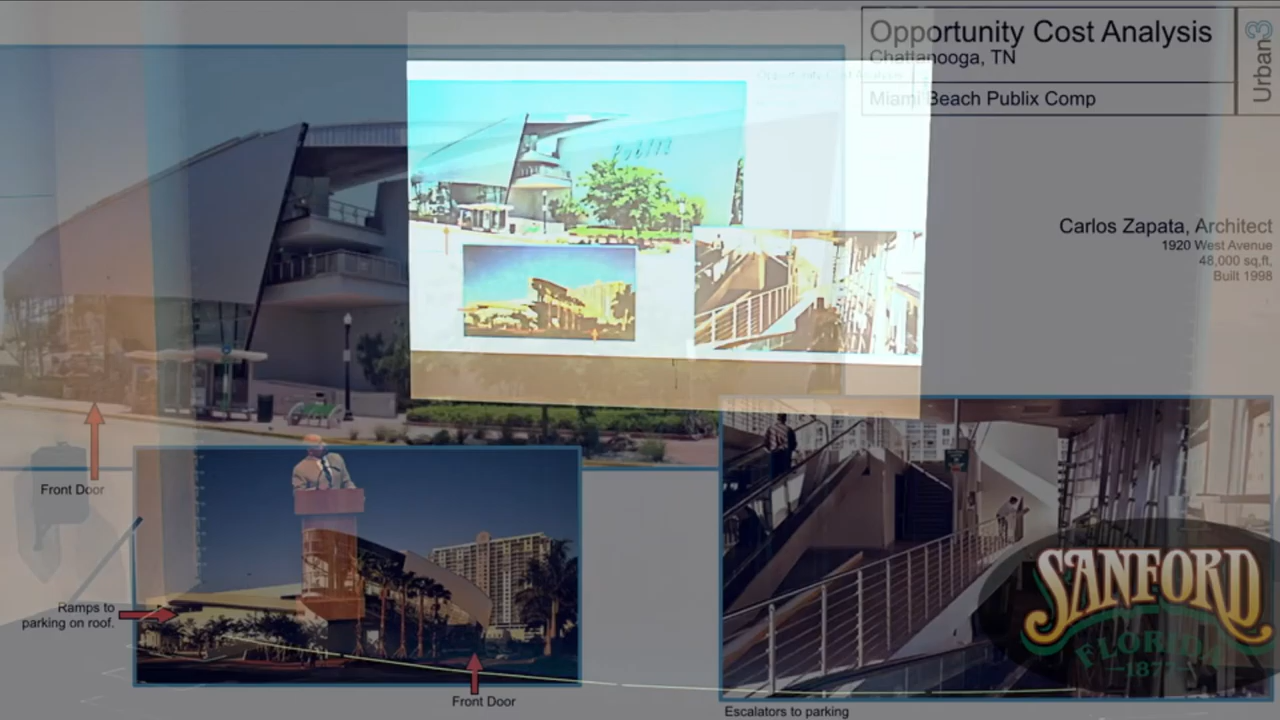 Opportunity Cost Analysis
Chattanooga, TN
Miami Beach Publix Comp
Urban3
Publix
Carlos Zapata, Architect
1920 West Avenue
48,000 sq,ft,
Built 1998
Front Door
Ramps to
parking on roof.
Front Door
Escalators to parking
SANFORD
FLORIDA
1877